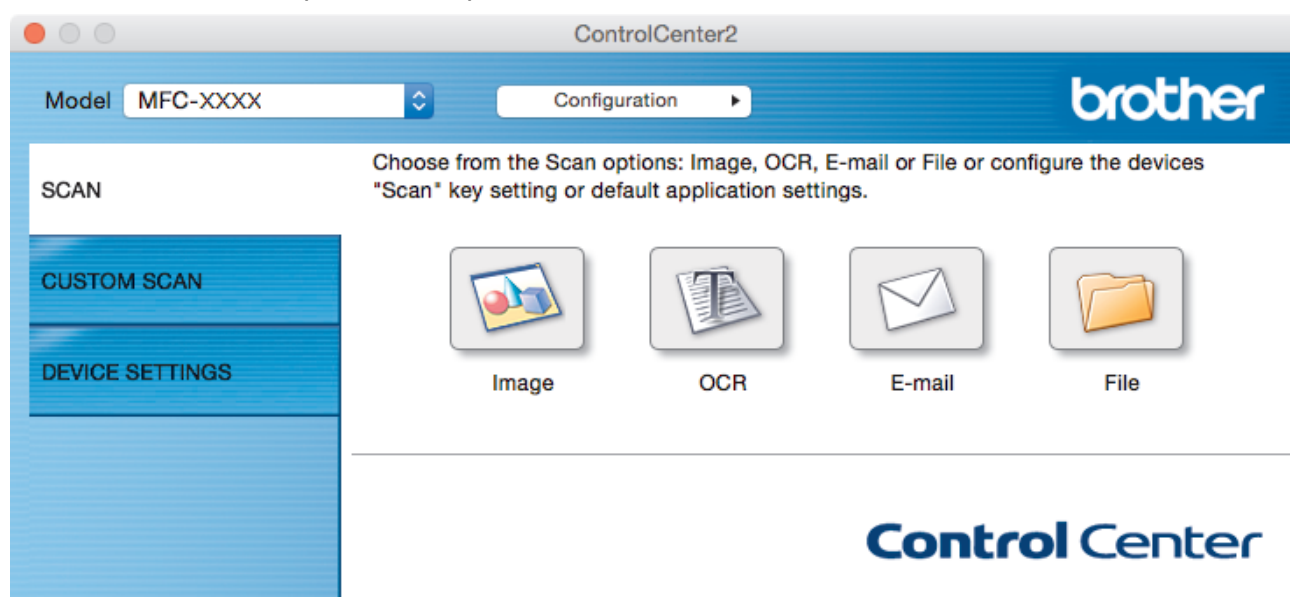 ControlCenter2
Model MFC-XXXX Configuration brother
SCAN
Choose from the Scan options: Image, OCR, E-mail or File or configure the devices
"Scan" key setting or default application settings.
CUSTOM SCAN
DEVICE SETTINGS
Image OCR E-mail File
Control Center